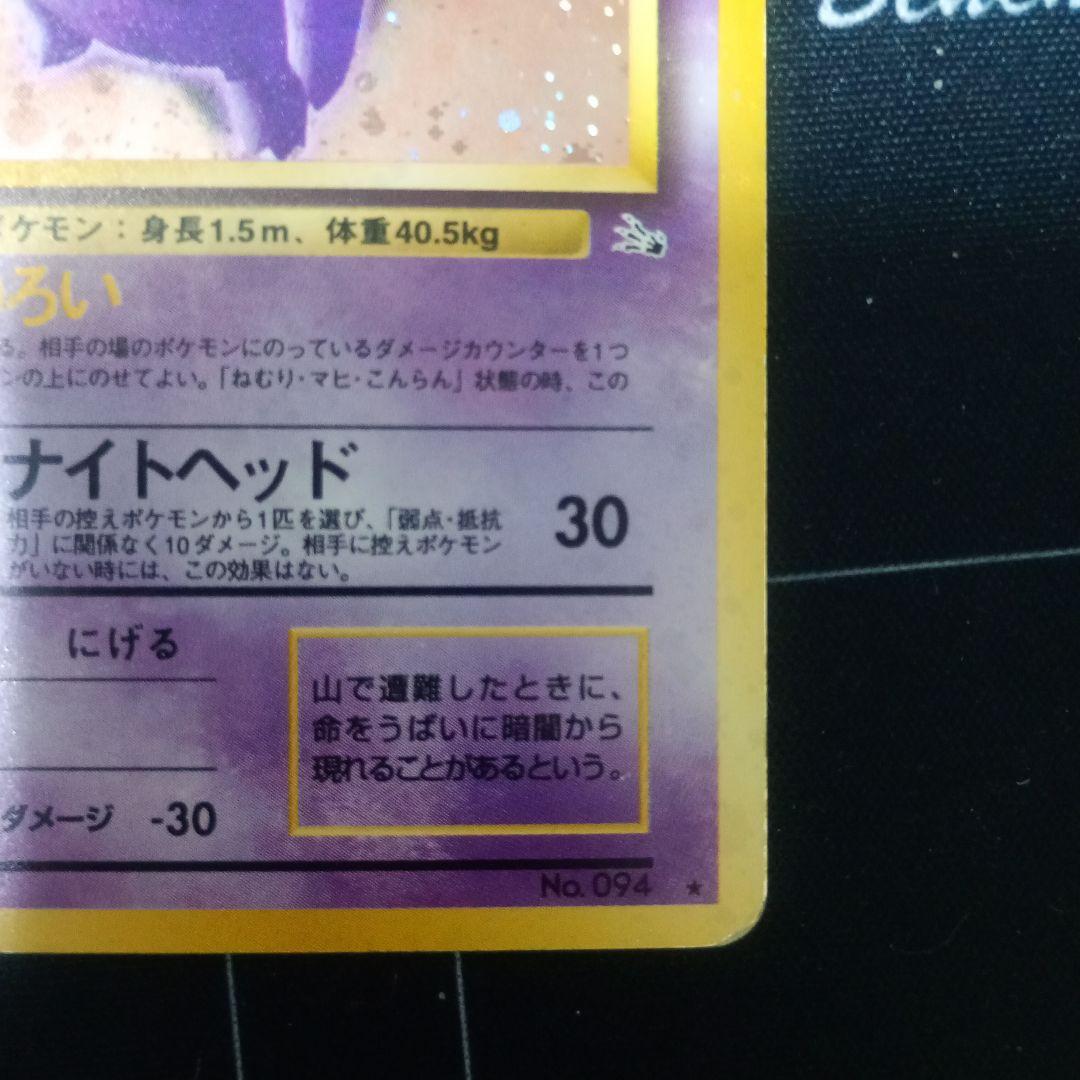 ポケモン：身長1.5m、体重40.5kg
ろい
る。相手の場のポケモンにのっているダメージカウンターを1つ
ンの上にのせてよい。「ねむり・マヒ・こんらん」状態の時、この
ナイトヘッド
30
相手の控えポケモンから1匹を選び、「弱点・抵抗
力」に関係なく10ダメージ。相手に控えポケモン
がいない時には、この効果はない。
にげる
山で遭難したときに、
命をうばいに暗闇から
現れることがあるという。
ダメージ -30
No. 094 ★